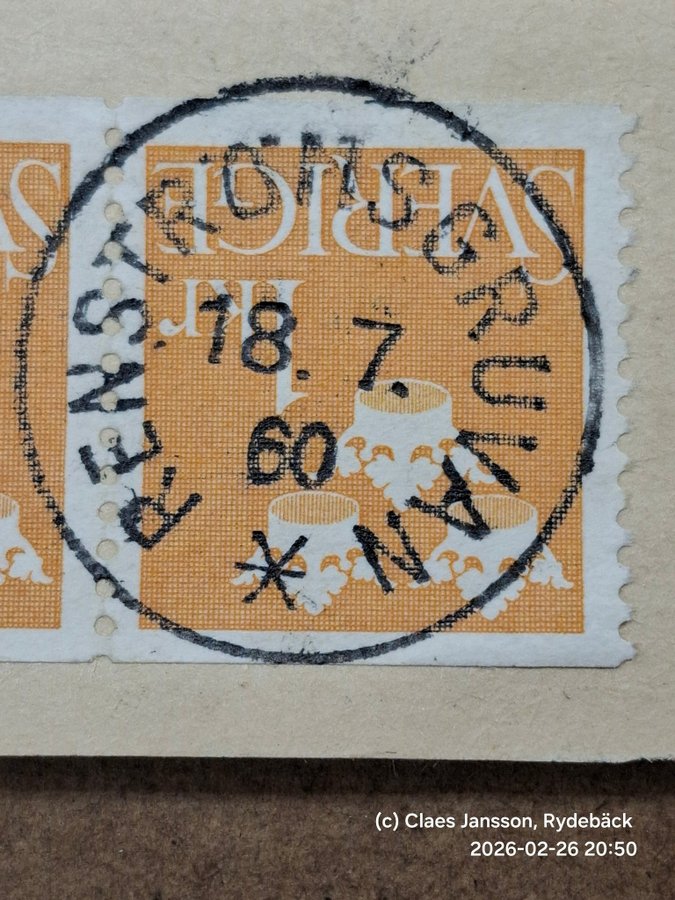 RENSTRÖMSGRUVAN
18. 7.
60
*
SVERIGE
1 kr
(c) Claes Jansson, Rydebäck
2026-02-26 20:50